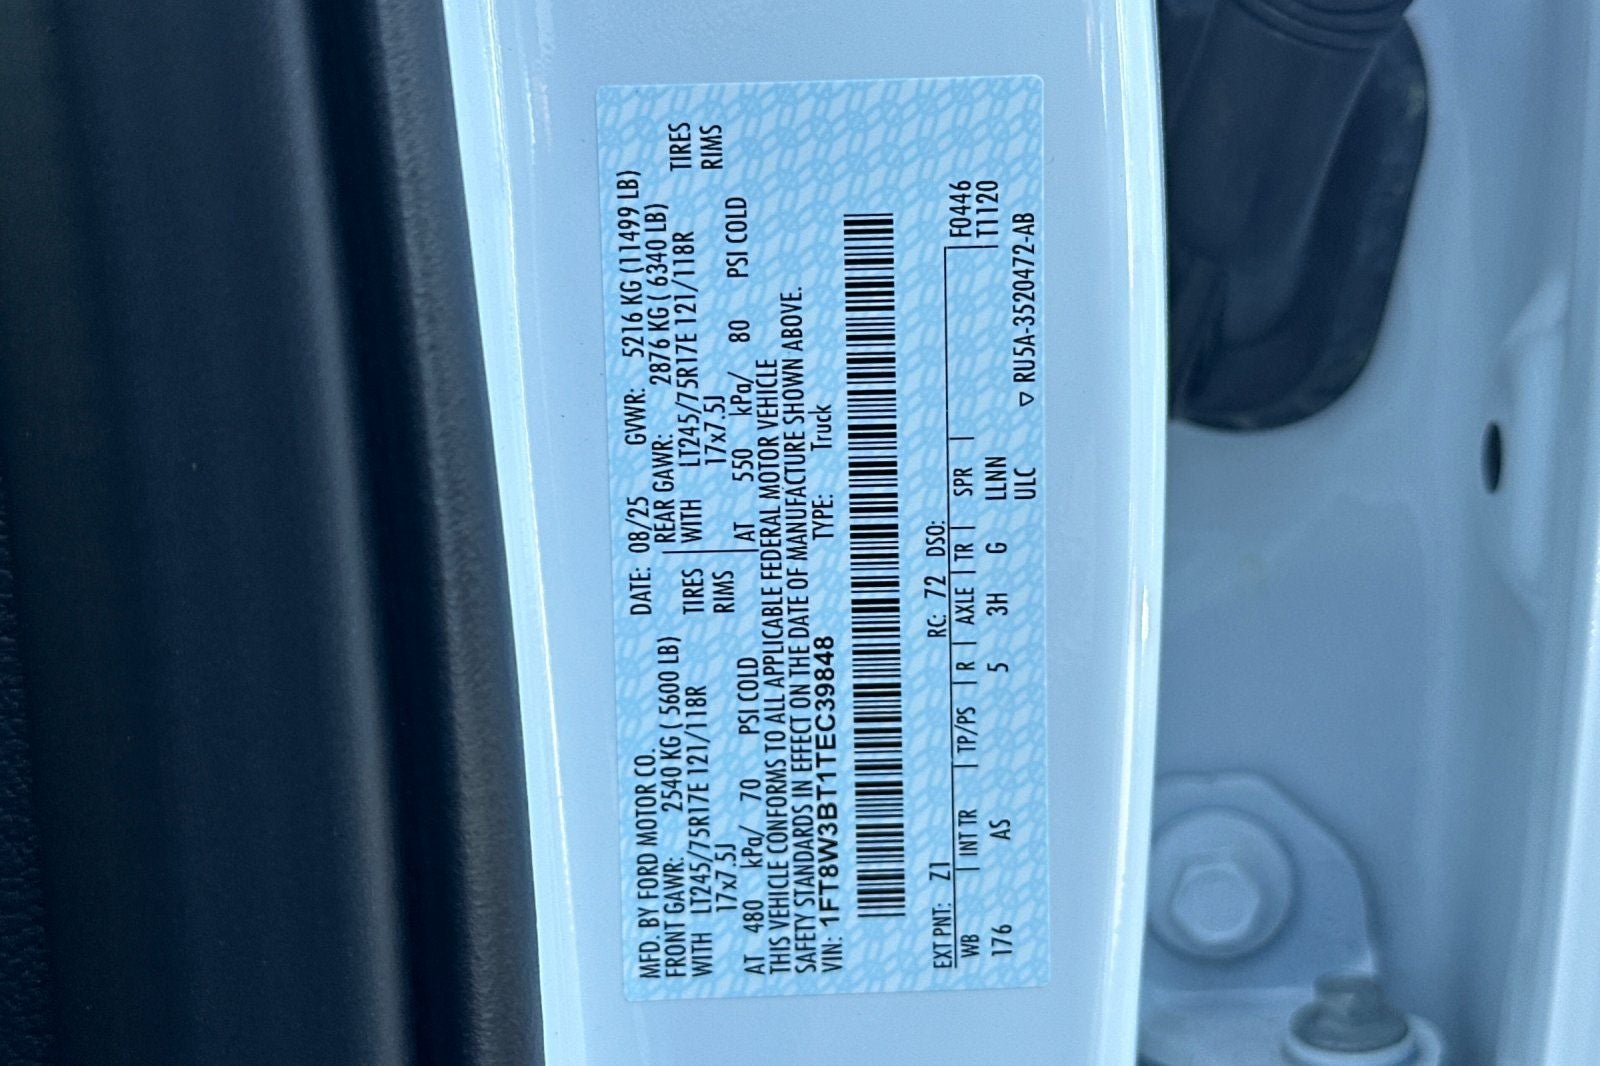 MFD. BY FORD MOTOR CO. DATE: 08/25 GVWR: 5216 KG (11499 LB)
FRONT GAWR: 2540 KG ( 5600 LB) REAR GAWR: 2876 KG ( 6340 LB)
WITH LT245/75R17E 121/118R TIRES WITH LT245/75R17E 121/118R TIRES
17x7.5J RIMS 17x7.5J RIMS
AT 480 kPa/ 70 PSI COLD AT 550 kPa/ 80 PSI COLD
THIS VEHICLE CONFORMS TO ALL APPLICABLE FEDERAL MOTOR VEHICLE
SAFETY STANDARDS IN EFFECT ON THE DATE OF MANUFACTURE SHOWN ABOVE.
VIN: 1FT8W3BT1TEC39848 TYPE: Truck
EXT PNT: Z1 RC: 72 DSO: F0446
WB | INT TR | TP/PS | R | AXLE | TR | SPR | T1120
176 AS 5 3H G LLNN
ULC ▽ RU5A-3520472-AB